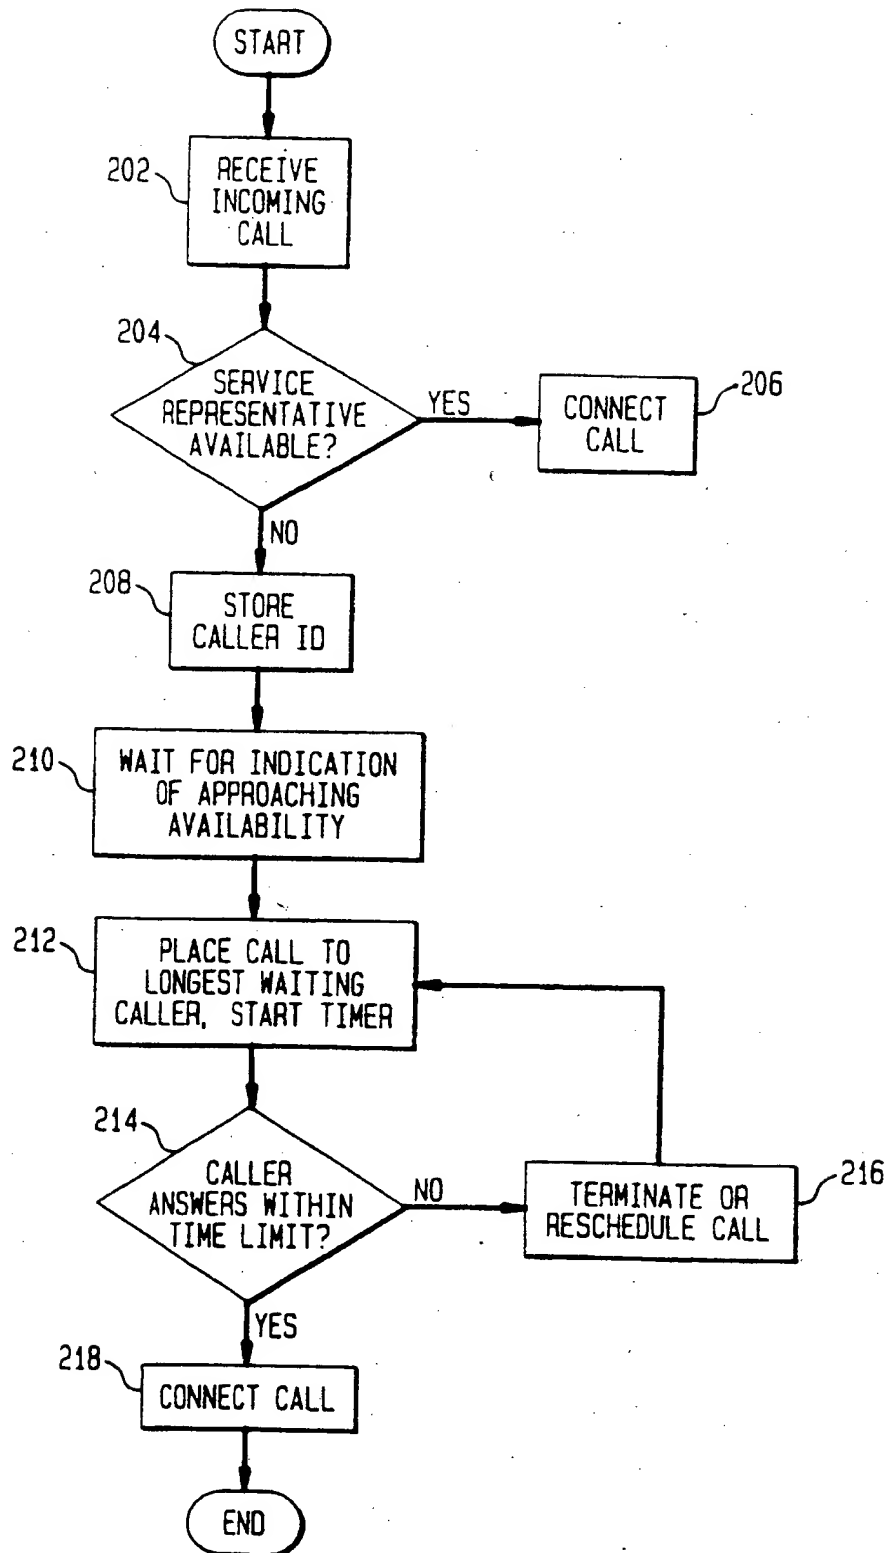 START
202
RECEIVE
INCOMING
CALL
204
SERVICE
REPRESENTATIVE
AVAILABLE?
YES
CONNECT
CALL
206
NO
208
STORE
CALLER ID
210
WAIT FOR INDICATION
OF APPROACHING
AVAILABILITY
212
PLACE CALL TO
LONGEST WAITING
CALLER, START TIMER
214
CALLER
ANSWERS WITHIN
TIME LIMIT?
NO
TERMINATE OR
RESCHEDULE CALL
216
YES
218
CONNECT CALL
END